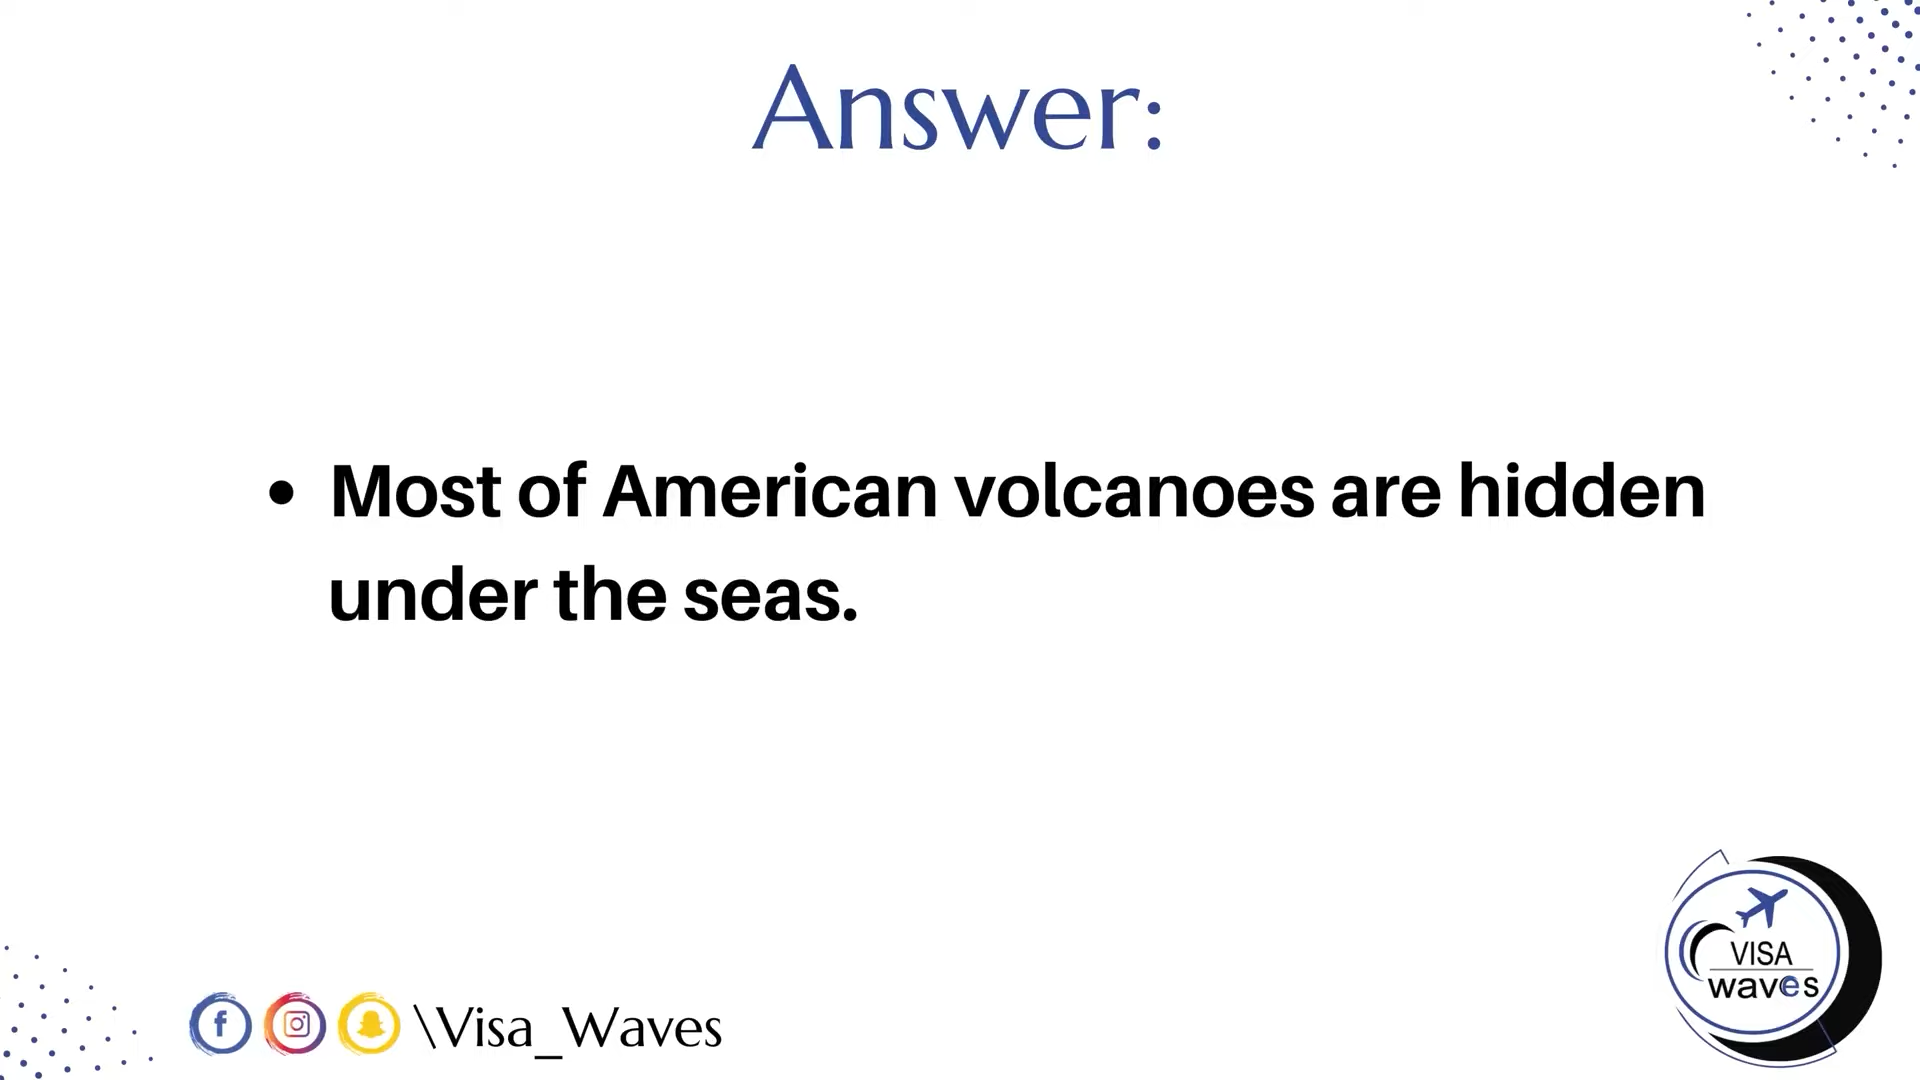 Answer:
• Most of American volcanoes are hidden
under the seas.
\Visa_Waves
VISA
waves